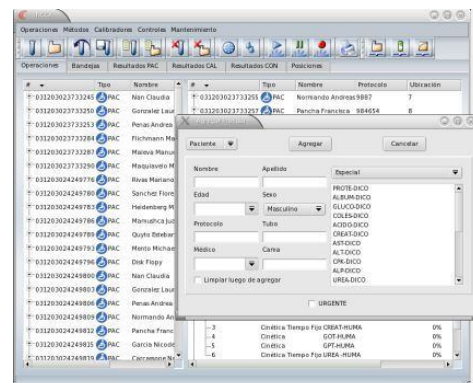 Operaciones Métodos Calibradores Controles Mantenimiento
Operaciones Bandejas Resultados PAC Resultados CAL Resultados CON Posiciones
# Tipo Nombre # Tipo Nombre Protocolo Ubicación
031203023733245 PAC Nan Claudia 031203023733255 PAC Normando Andreas 9887 7
031203023733250 PAC Gonzalez Laur Pancha Francisca 984654 8
031203023733253 PAC Penas Andrea
031203023733284 PAC Flichmann Ma
031203023733287 PAC Maleva Manue
031203023733290 PAC Maquiavelo M
031203024249776 PAC Rivas Mariano
031203024249780 PAC Sanchez Flore
031203024249783 PAC Heidenberg M
031203024249786 PAC Mamushca Jua
031203024249789 PAC Quyto Esteban
031203024249793 PAC Mento Michae
031203024249796 PAC Disk Flopy
031203024249800 PAC Nan Claudia
031203024249803 PAC Gonzalez Laur
031203024249806 PAC Penas Andrea
031203024249809 PAC Normando An
031203024249812 PAC Pancha Franc
031203024249815 PAC Garcia Nicode
031203024249819 PAC
Paciente Agregar Cancelar
Nombre Apellido Especial
Edad Sexo
Masculino
Protocolo Tubo
Médico Cama
Limpiar luego de agregar
PROTE-DICO
ALBUM-DICO
GLUCO-DICO
COLES-DICO
ACIDO-DICO
CREAT-DICO
AST-DICO
ALT-DICO
CPK-DICO
ALP-DICO
UREA-DICO
URGENTE
3 Cinética Tiempo Fijo CREAT-HUMA 0%
4 Cinética GOT-HUMA 0%
5 Cinética GPT-HUMA 0%
6 Cinética Tiempo Fijo UREA-HUMA 0%